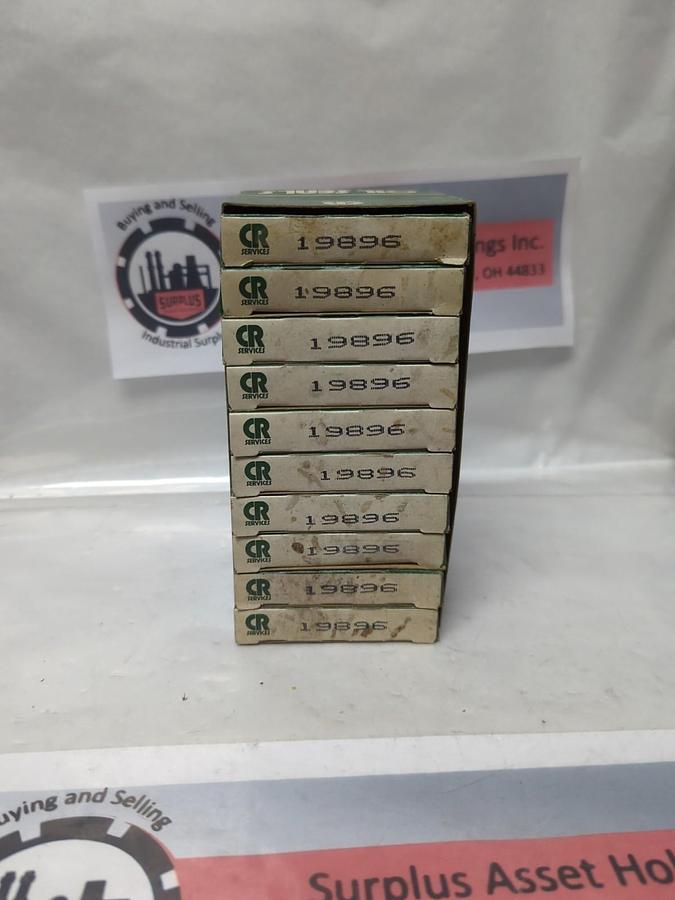 Buying and Selling
SURPLUS
Industrial Surplu
ngs Inc.
, OH 44833
CR
SERVICES
19896
CR
SERVICES
19896
CR
SERVICES
19896
CR
SERVICES
19896
CR
SERVICES
19896
CR
SERVICES
19896
CR
SERVICES
19896
CR
SERVICES
19896
CR
SERVICES
19896
CR
SERVICES
19896
uying and Selling
Surplus Asset Hol